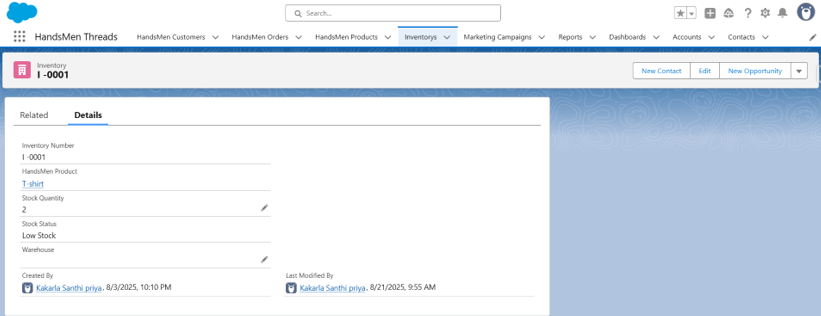 Search...
HandsMen Threads
HandsMen Customers
HandsMen Orders
HandsMen Products
Inventorys
Marketing Campaigns
Reports
Dashboards
Accounts
Contacts
Inventory
I -0001
New Contact
Edit
New Opportunity
Related
Details
Inventory Number
I -0001
HandsMen Product
T-shirt
Stock Quantity
2
Stock Status
Low Stock
Warehouse
Created By
Last Modified By
Kakarla Santhi priya, 8/3/2025, 10:10 PM
Kakarla Santhi priya, 8/21/2025, 9:55 AM